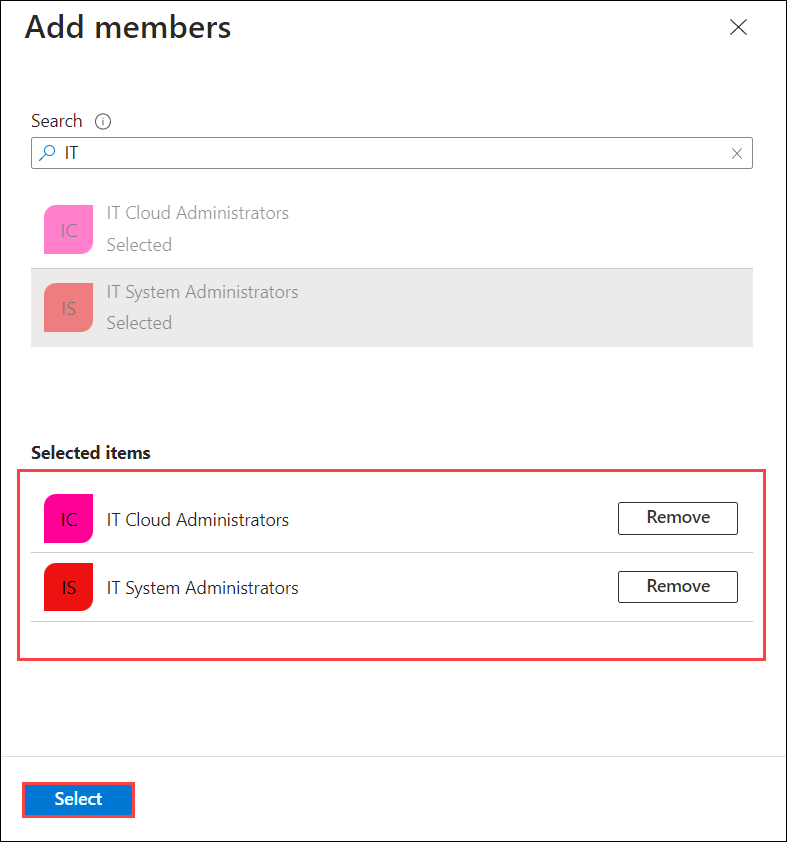 Add members
Search
IT
IC
IT Cloud Administrators
Selected
IS
IT System Administrators
Selected
Selected items
IC
IT Cloud Administrators
Remove
IS
IT System Administrators
Remove
Select